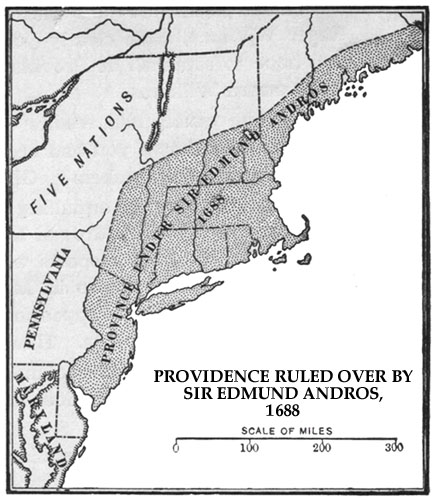 FIVE NATIONS
PROVINCE UNDER SIR EDMUND ANDROS
1688
PENNSYLVANIA
MARYLAND
PROVIDENCE RULED OVER BY
SIR EDMUND ANDROS,
1688
SCALE OF MILES
0 100 200 300